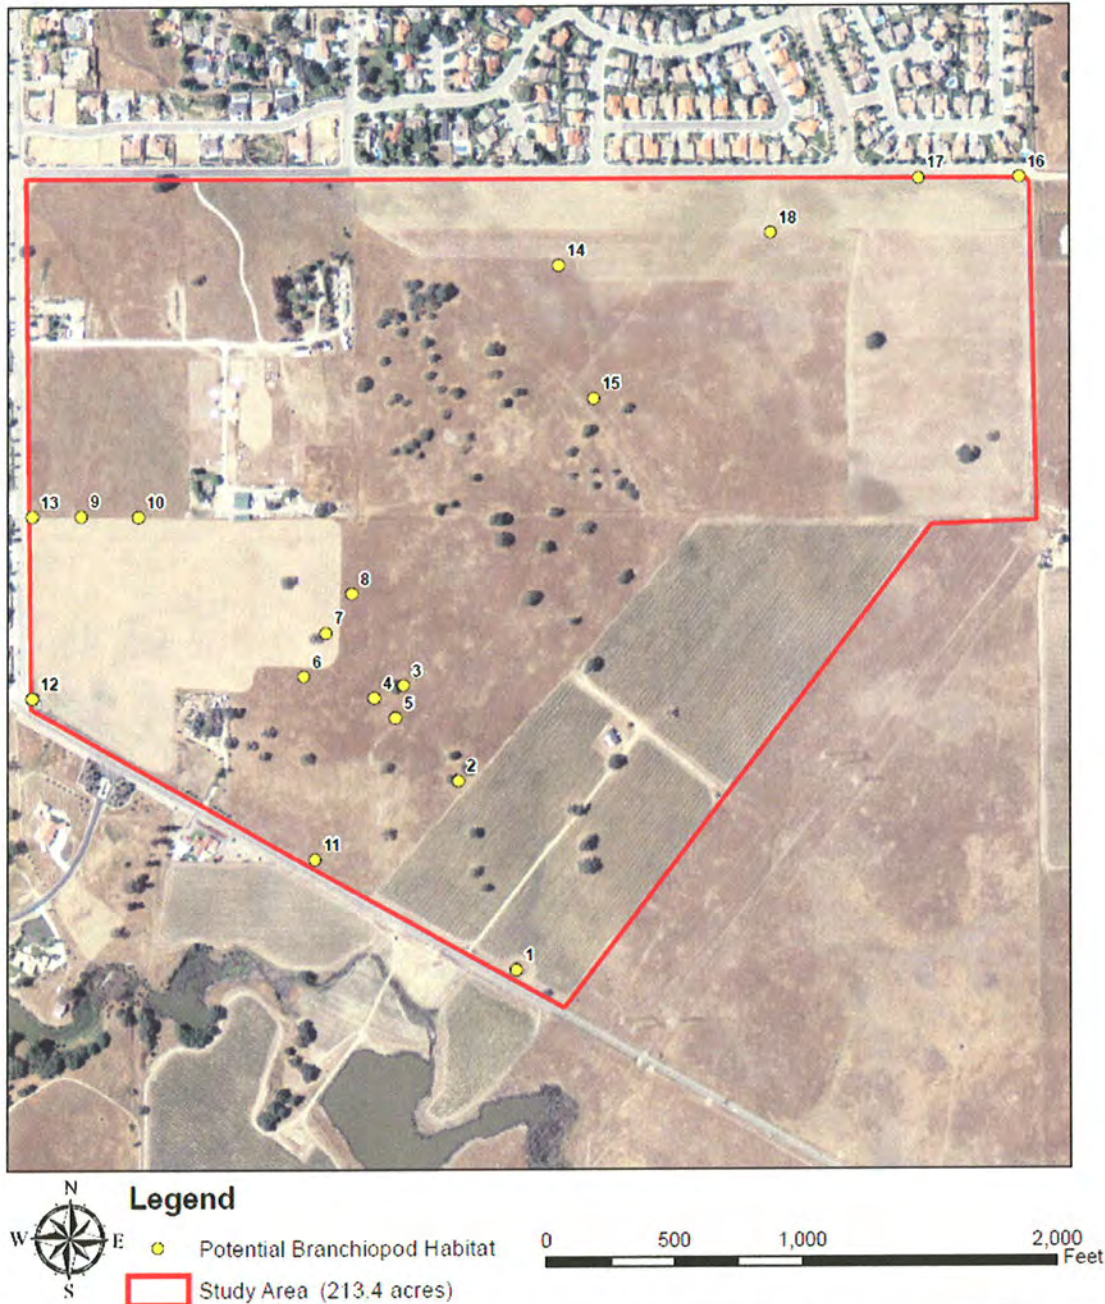 17
16
18
14
15
13
9
10
8
7
6
3
4
5
12
2
11
1
N
W
E
S
Legend
Potential Branchiopod Habitat
Study Area (213.4 acres)
0
500
1,000
2,000
Feet